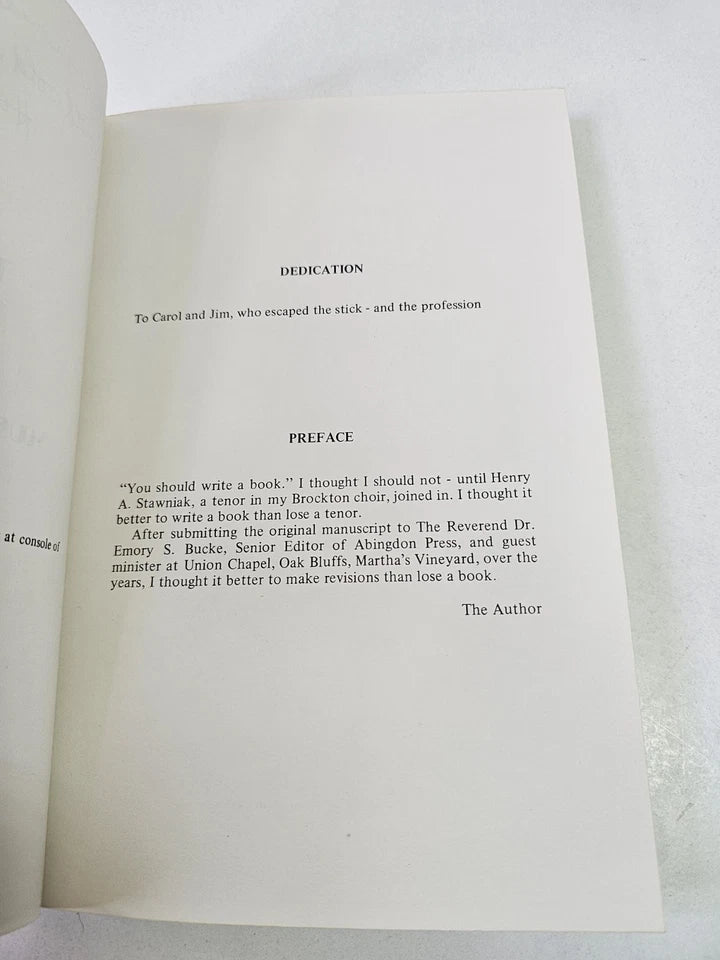 at console of
DEDICATION
To Carol and Jim, who escaped the stick - and the profession
PREFACE
“You should write a book.” I thought I should not - until Henry
A. Stawniak, a tenor in my Brockton choir, joined in. I thought it
better to write a book than lose a tenor.
After submitting the original manuscript to The Reverend Dr.
Emory S. Bucke, Senior Editor of Abingdon Press, and guest
minister at Union Chapel, Oak Bluffs, Martha's Vineyard, over the
years, I thought it better to make revisions than lose a book.
The Author